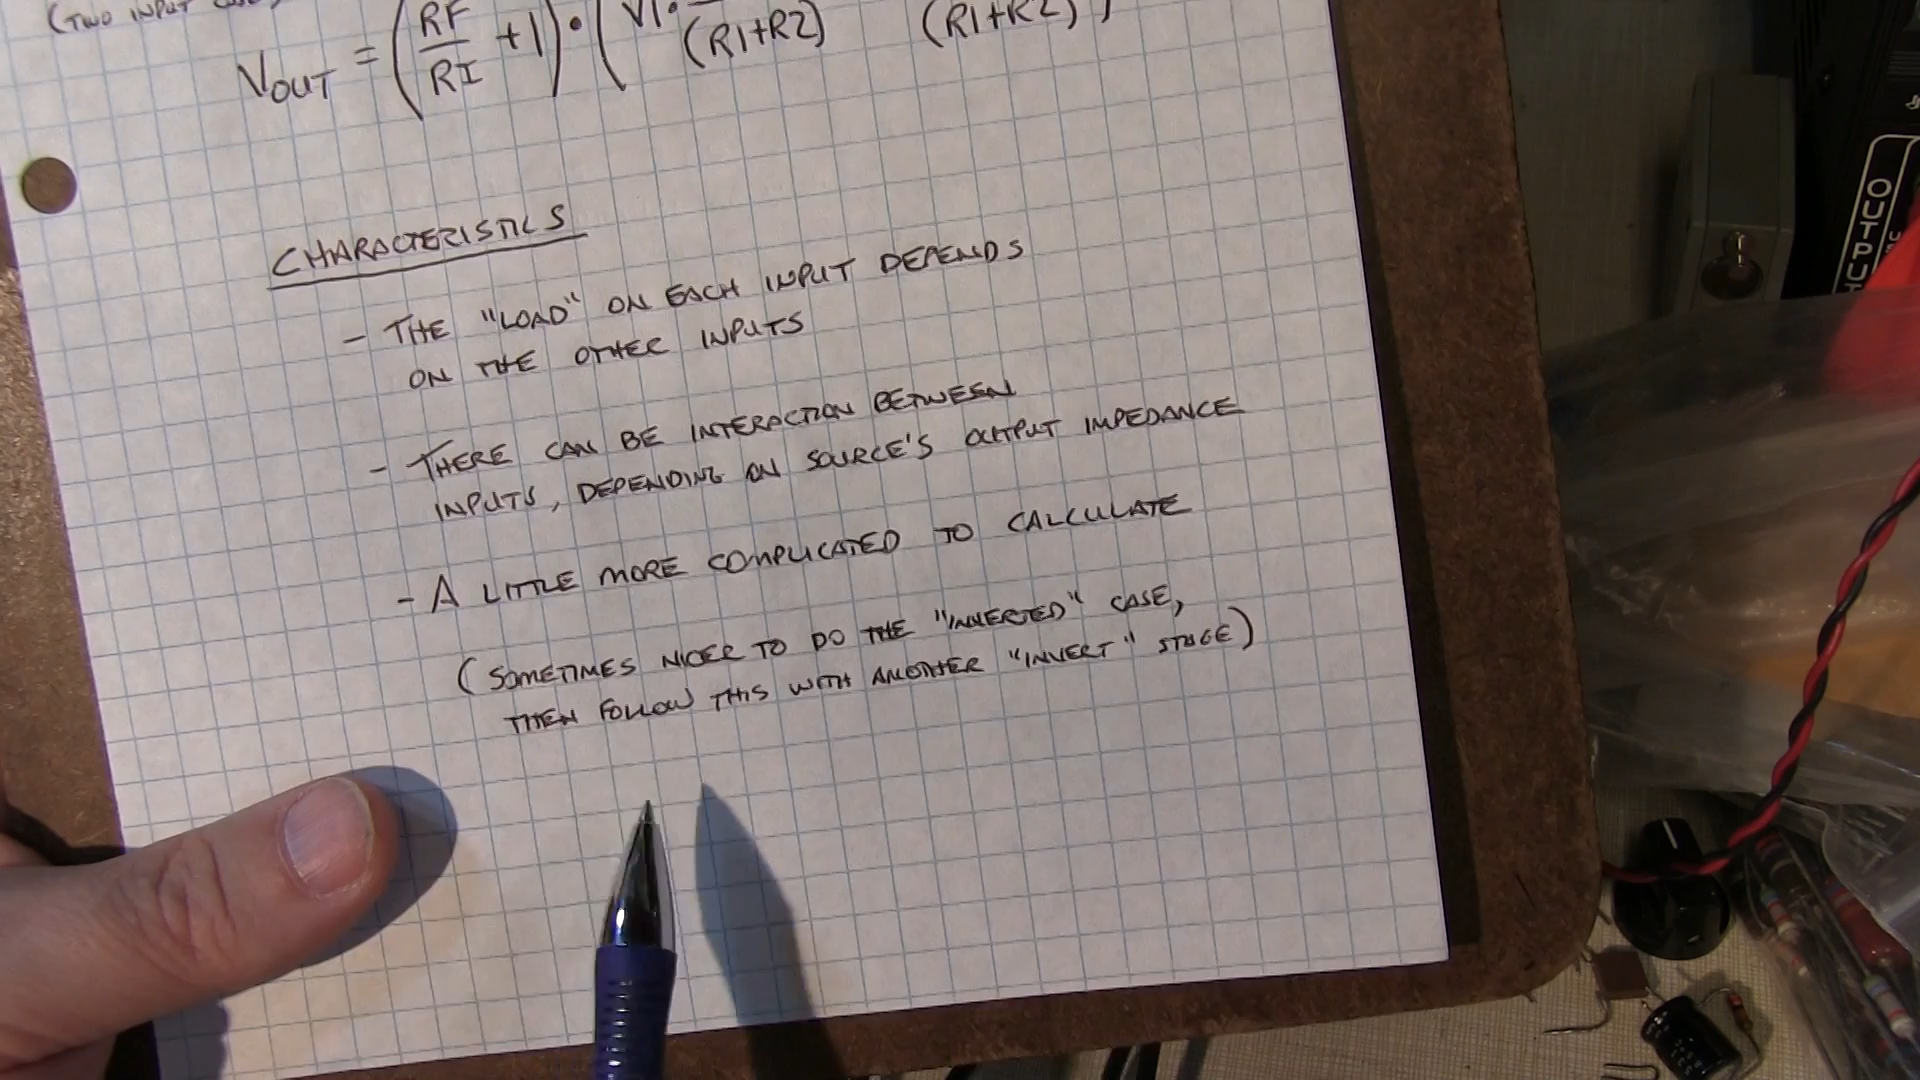 (TWO INPUT
VOUT = (RF/RI + 1) • (V1• /(R1+R2) (R1+R2))
CHARACTERISTICS
- THE "LOAD" ON EACH INPUT DEPENDS
ON THE OTHER INPUTS
- THERE CAN BE INTERACTION BETWEEN
INPUTS, DEPENDING ON SOURCE'S OUTPUT IMPEDANCE
- A LITTLE MORE COMPLICATED TO CALCULATE
(SOMETIMES NICER TO DO THE "INVERTED" CASE,
THEN FOLLOW THIS WITH ANOTHER "INVERT" STAGE)
OUTPUT